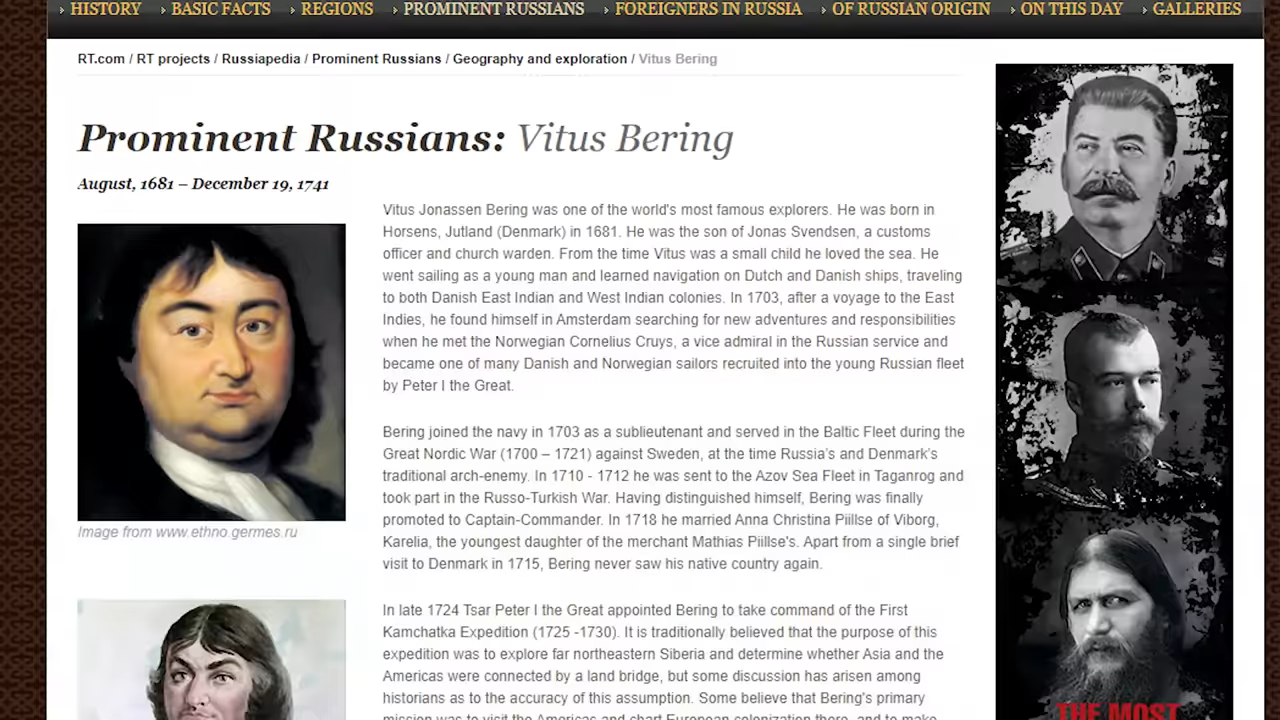 HISTORY BASIC FACTS REGIONS PROMINENT RUSSIANS FOREIGNERS IN RUSSIA OF RUSSIAN ORIGIN ON THIS DAY GALLERIES
RT.com / RT projects / Russiapedia / Prominent Russians / Geography and exploration / Vitus Bering
Prominent Russians: Vitus Bering
August, 1681 – December 19, 1741
Vitus Jonassen Bering was one of the world's most famous explorers. He was born in
Horsens, Jutland (Denmark) in 1681. He was the son of Jonas Svendsen, a customs
officer and church warden. From the time Vitus was a small child he loved the sea. He
went sailing as a young man and learned navigation on Dutch and Danish ships, traveling
to both Danish East Indian and West Indian colonies. In 1703, after a voyage to the East
Indies, he found himself in Amsterdam searching for new adventures and responsibilities
when he met the Norwegian Cornelius Cruys, a vice admiral in the Russian service and
became one of many Danish and Norwegian sailors recruited into the young Russian fleet
by Peter I the Great.
Bering joined the navy in 1703 as a sublieutenant and served in the Baltic Fleet during the
Great Nordic War (1700 – 1721) against Sweden, at the time Russia's and Denmark's
traditional arch-enemy. In 1710 - 1712 he was sent to the Azov Sea Fleet in Taganrog and
took part in the Russo-Turkish War. Having distinguished himself, Bering was finally
promoted to Captain-Commander. In 1718 he married Anna Christina Piillse of Viborg,
Karelia, the youngest daughter of the merchant Mathias Piillse's. Apart from a single brief
visit to Denmark in 1715, Bering never saw his native country again.
Image from www.ethno.germes.ru
In late 1724 Tsar Peter I the Great appointed Bering to take command of the First
Kamchatka Expedition (1725 -1730). It is traditionally believed that the purpose of this
expedition was to explore far northeastern Siberia and determine whether Asia and the
Americas were connected by a land bridge, but some discussion has arisen among
historians as to the accuracy of this assumption. Some believe that Bering's primary
mission was to visit the Americas and chart European colonization there, and to make
THE MOST